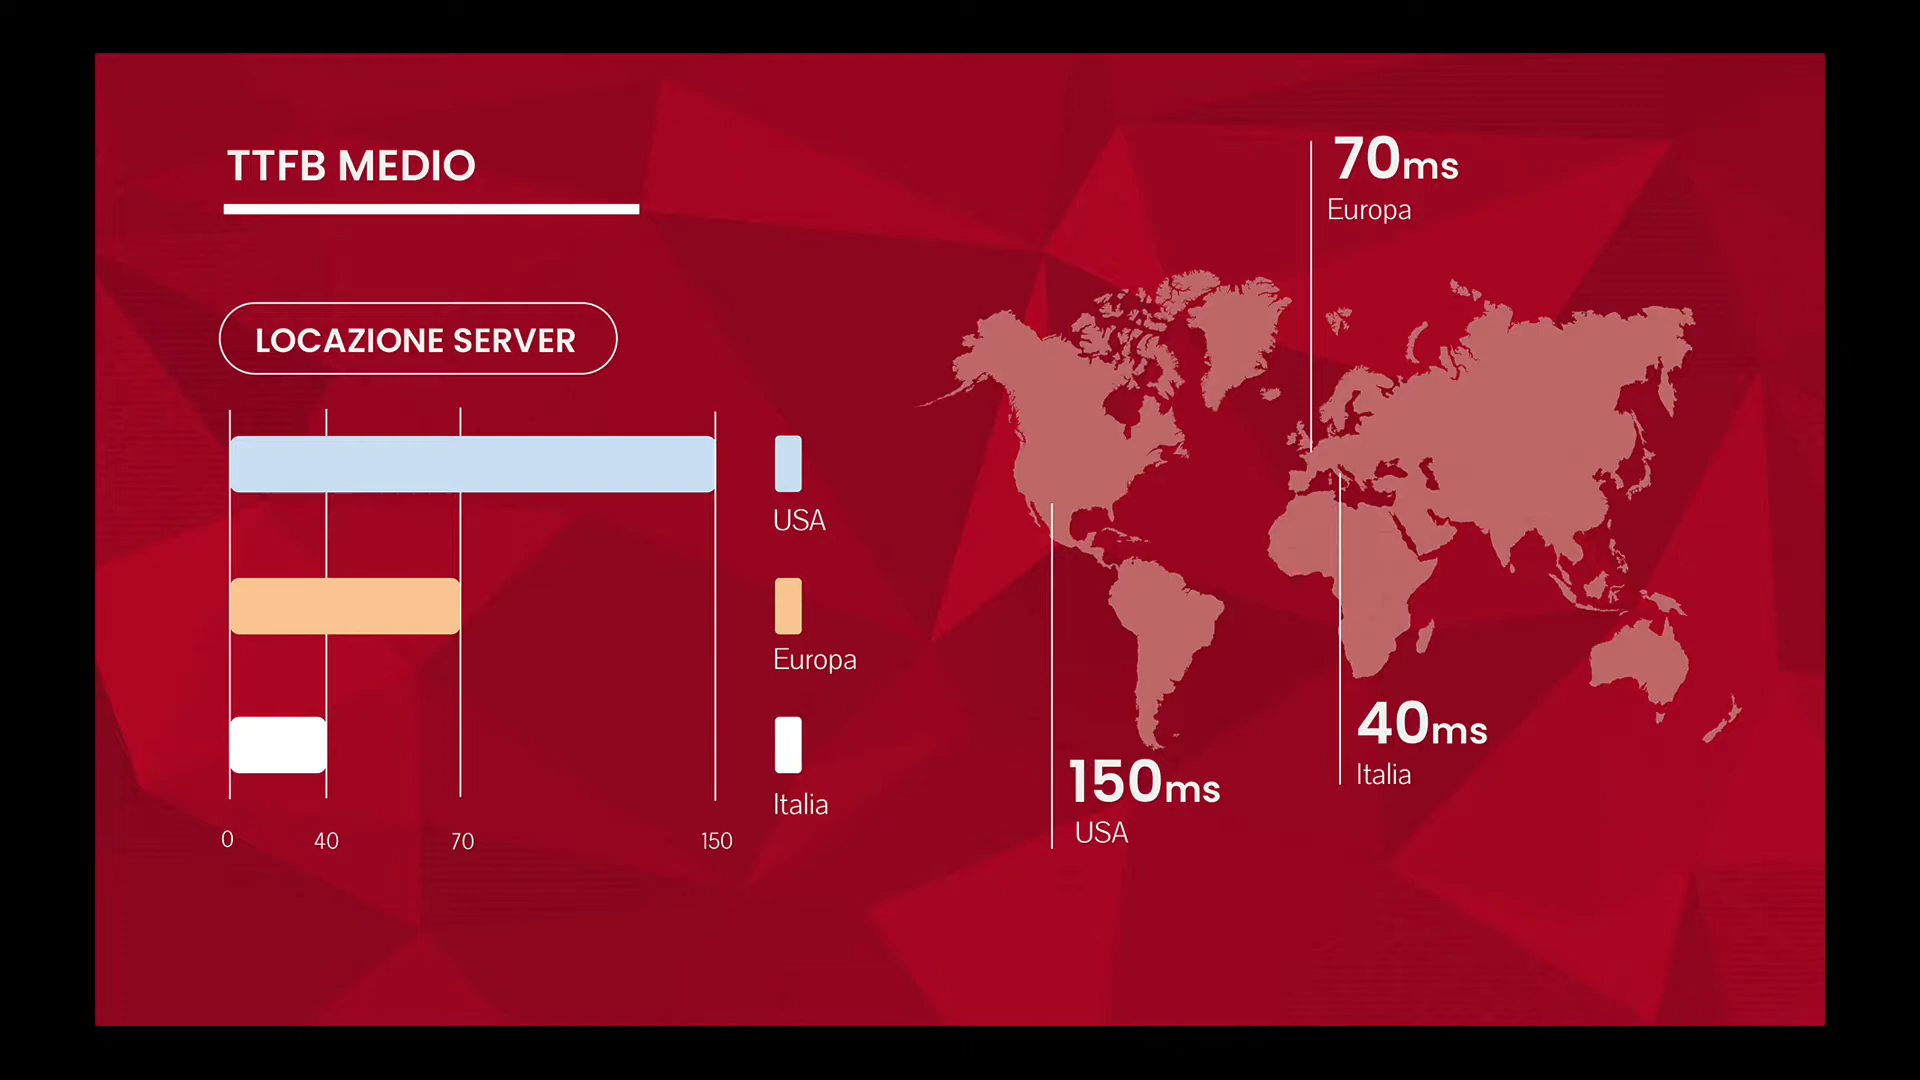 TTFB MEDIO
LOCAZIONE SERVER
USA
Europa
Italia
0 40 70 150
70ms
Europa
40ms
Italia
150ms
USA